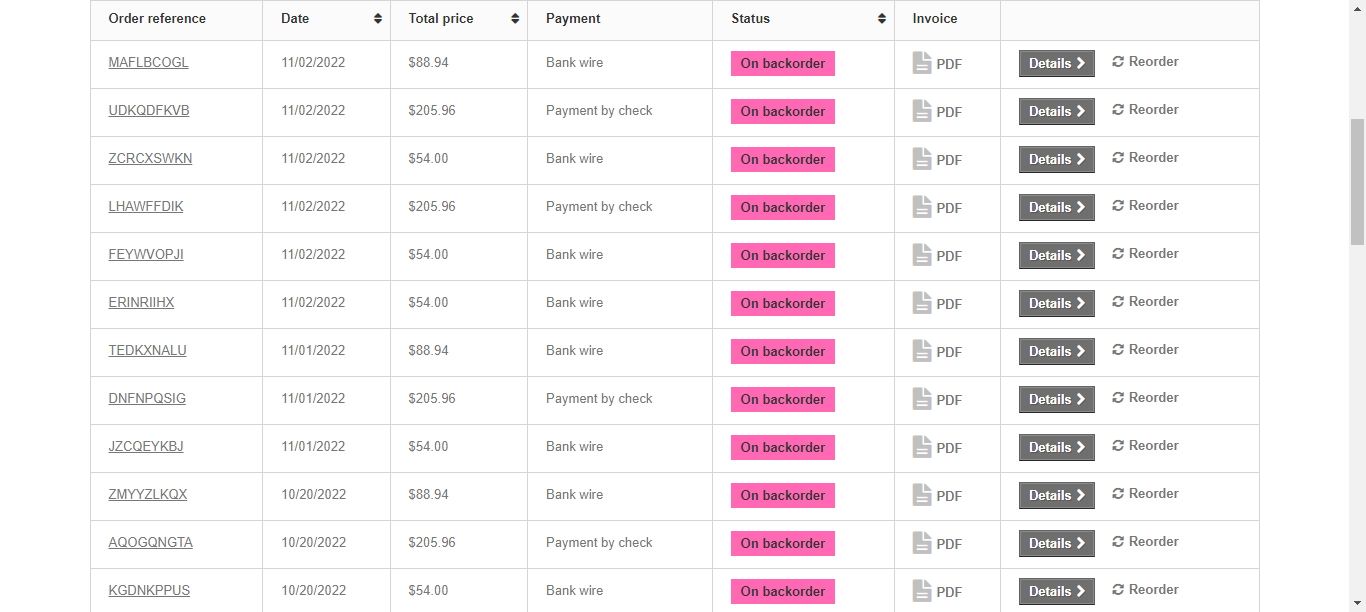 Order reference Date Total price Payment Status Invoice
MAFLBCOGL 11/02/2022 $88.94 Bank wire On backorder PDF Details Reorder
UDKQDFKVB 11/02/2022 $205.96 Payment by check On backorder PDF Details Reorder
ZCRCXSWKN 11/02/2022 $54.00 Bank wire On backorder PDF Details Reorder
LHAWFFDIK 11/02/2022 $205.96 Payment by check On backorder PDF Details Reorder
FEYWVOPJI 11/02/2022 $54.00 Bank wire On backorder PDF Details Reorder
ERINRIIHX 11/02/2022 $54.00 Bank wire On backorder PDF Details Reorder
TEDKXNALU 11/01/2022 $88.94 Bank wire On backorder PDF Details Reorder
DNFNPQSIG 11/01/2022 $205.96 Payment by check On backorder PDF Details Reorder
JZCQEYKBJ 11/01/2022 $54.00 Bank wire On backorder PDF Details Reorder
ZMYYZLKQX 10/20/2022 $88.94 Bank wire On backorder PDF Details Reorder
AQOGQNGTA 10/20/2022 $205.96 Payment by check On backorder PDF Details Reorder
KGDNKPPUS 10/20/2022 $54.00 Bank wire On backorder PDF Details Reorder